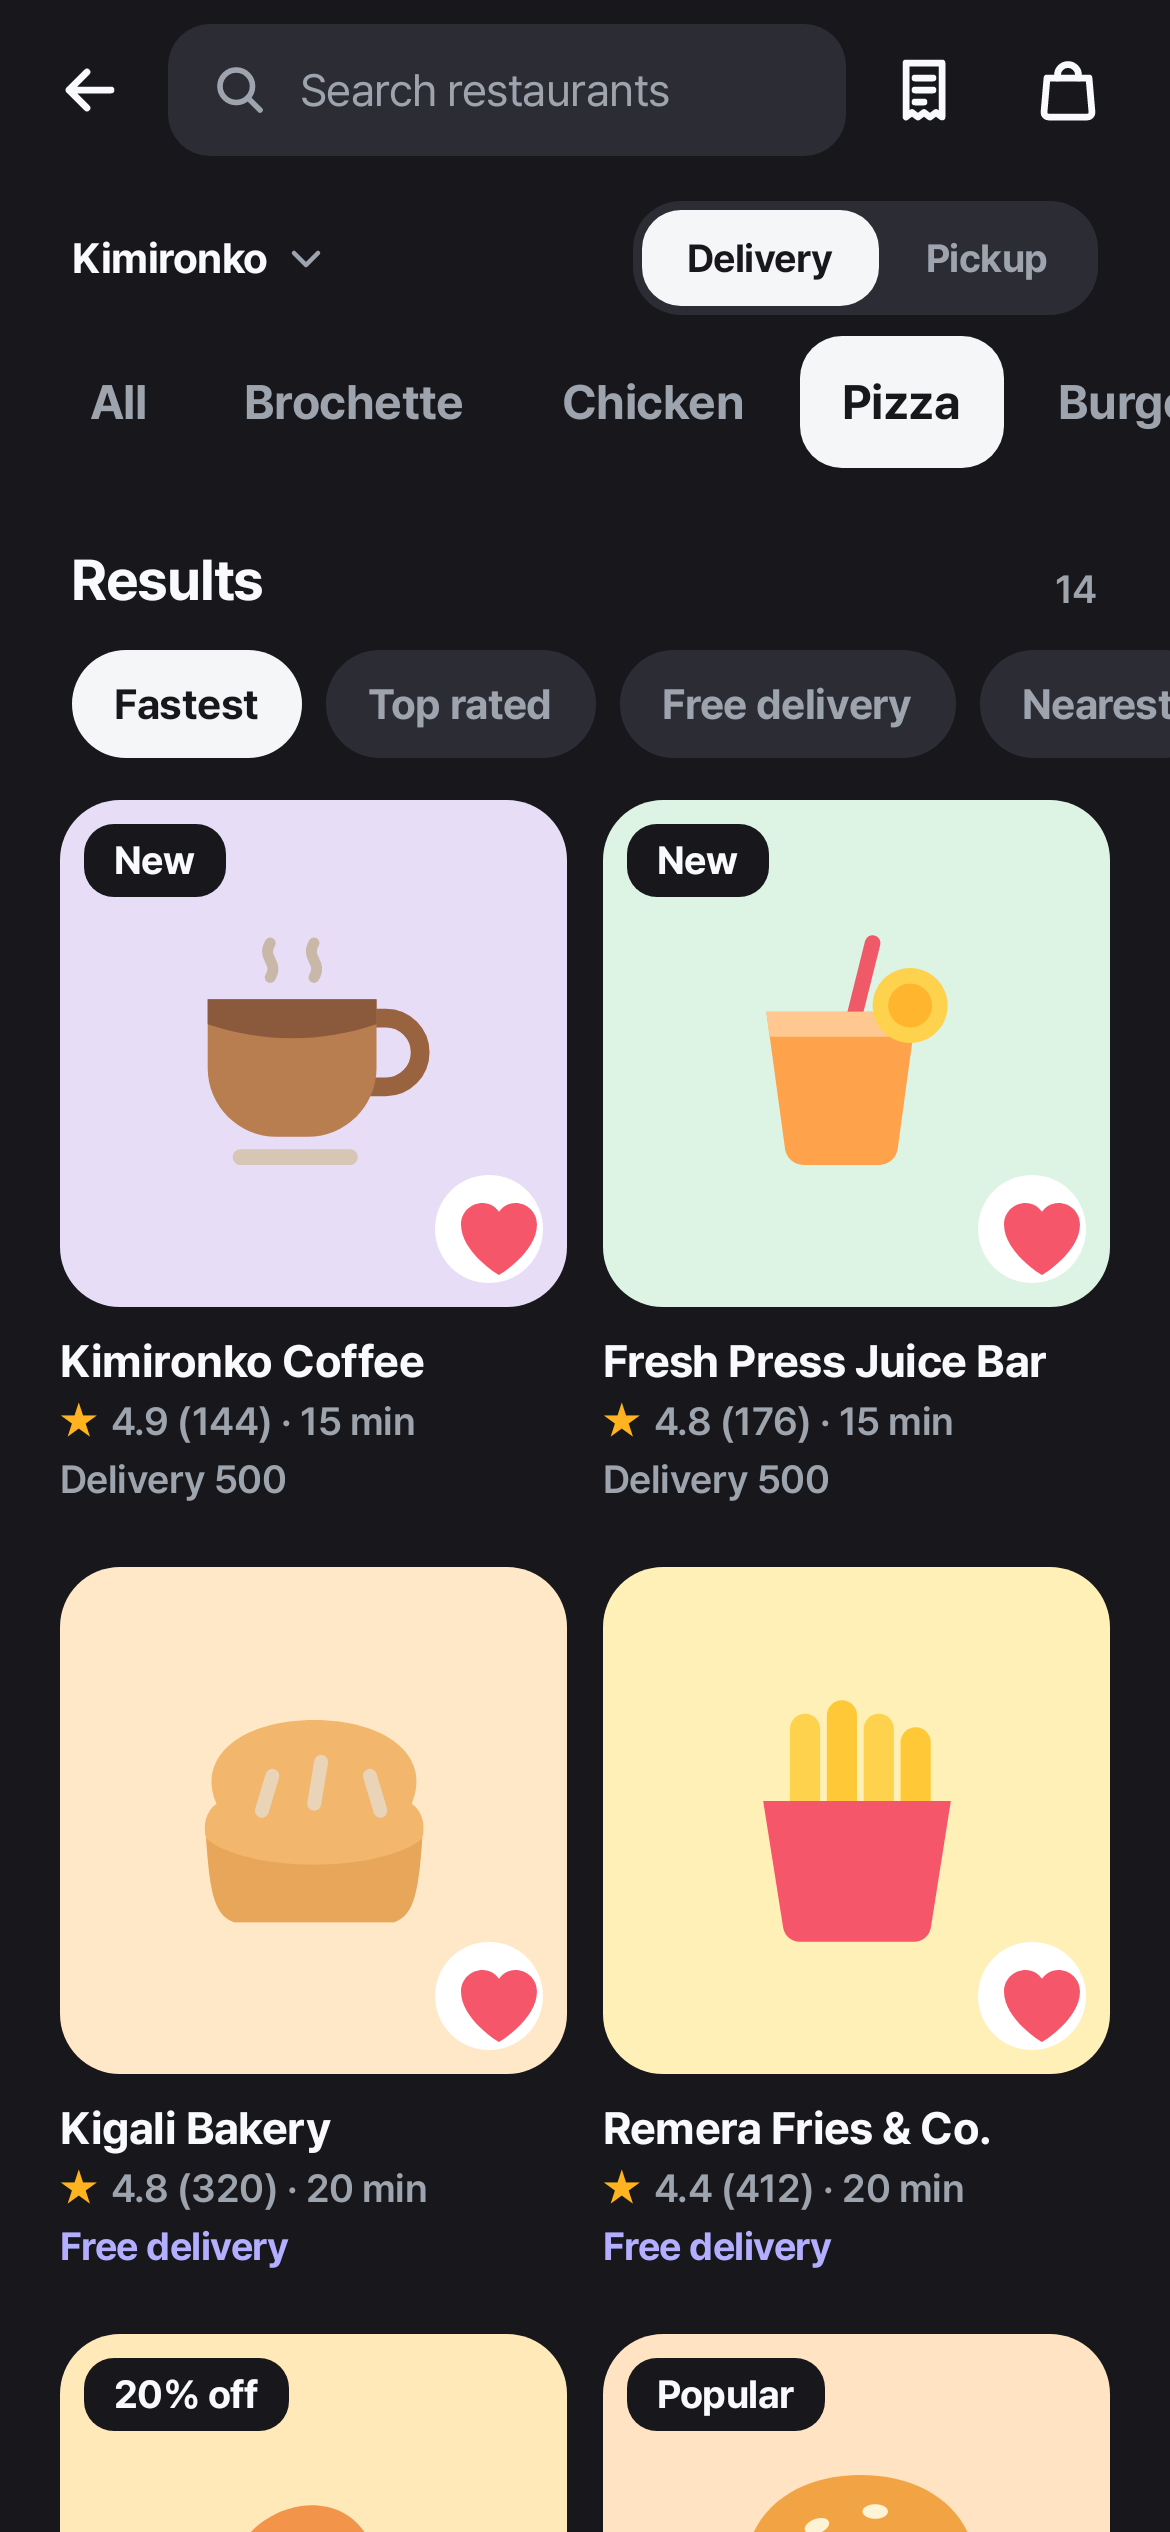 Search restaurants
Kimironko
Delivery Pickup
All Brochette Chicken Pizza Burge
Results 14
Fastest Top rated Free delivery Nearest
New New
Kimironko Coffee Fresh Press Juice Bar
★ 4.9 (144) · 15 min ★ 4.8 (176) · 15 min
Delivery 500 Delivery 500
Kigali Bakery Remera Fries & Co.
★ 4.8 (320) · 20 min ★ 4.4 (412) · 20 min
Free delivery Free delivery
20% off Popular